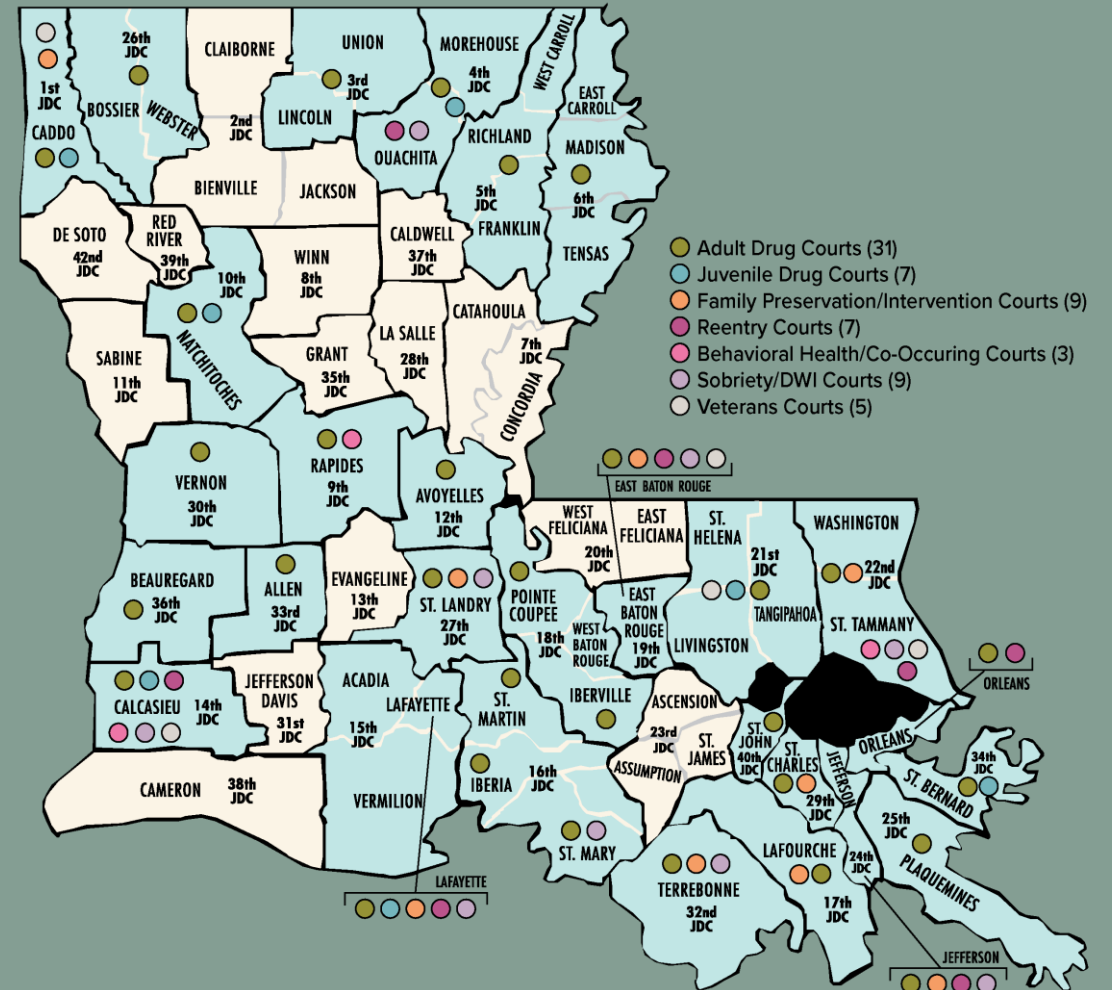 26th
JDC
CLAIBORNE
UNION
MOREHOUSE
WEST CARROLL
1st
JDC
BOSSIER
WEBSTER
3rd
JDC
4th
JDC
EAST
CARROLL
CADDO
2nd
JDC
LINCOLN
OUACHITA
RICHLAND
MADISON
BIENVILLE
JACKSON
5th
JDC
6th
JDC
FRANKLIN
TENSAS
DE SOTO
42nd
JDC
RED
RIVER
39th
JDC
10th
JDC
NATCHITOCHES
WINN
8th
JDC
CALDWELL
37th
JDC
Adult Drug Courts (31)
Juvenile Drug Courts (7)
Family Preservation/Intervention Courts (9)
Reentry Courts (7)
Behavioral Health/Co-Occuring Courts (3)
Sobriety/DWI Courts (9)
Veterans Courts (5)
SABINE
11th
JDC
GRANT
35th
JDC
LA SALLE
28th
JDC
CATAHOULA
7th
JDC
CONCORDIA
VERNON
30th
JDC
RAPIDES
9th
JDC
AVOYELLES
12th
JDC
EAST BATON ROUGE
WEST
FELICIANA
EAST
FELICIANA
20th
JDC
ST.
HELENA
21st
JDC
WASHINGTON
22nd
JDC
BEAUREGARD
36th
JDC
ALLEN
33rd
JDC
EVANGELINE
13th
JDC
ST. LANDRY
27th
JDC
POINTE
COUPEE
18th
JDC
WEST
BATON
ROUGE
EAST
BATON
ROUGE
19th
JDC
LIVINGSTON
TANGIPAHOA
ST. TAMMANY
ORLEANS
CALCASIEU
14th
JDC
JEFFERSON
DAVIS
31st
JDC
ACADIA
LAFAYETTE
15th
JDC
ST.
MARTIN
IBERVILLE
ASCENSION
23rd
JDC
ST.
JAMES
ASSUMPTION
ST.
JOHN
40th
JDC
ST.
CHARLES
29th
JDC
JEFFERSON
ORLEANS
ST. BERNARD
34th
JDC
CAMERON
38th
JDC
VERMILION
IBERIA
16th
JDC
ST. MARY
25th
JDC
PLAQUEMINES
LAFAYETTE
TERREBONNE
32nd
JDC
LAFOURCHE
17th
JDC
24th
JDC
JEFFERSON